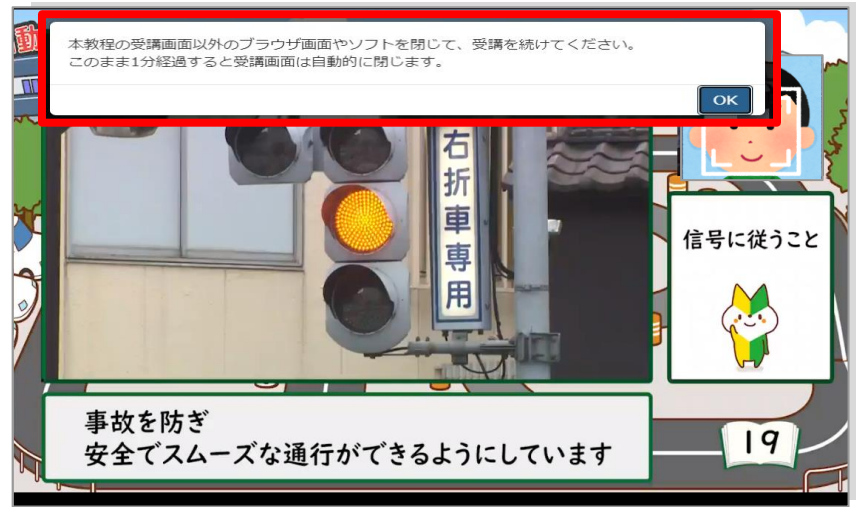 動
本教程の受講画面以外のブラウザ画面やソフトを閉じて、受講を続けてください。
このまま1分経過すると受講画面は自動的に閉じます。
OK
右折車専用
信号に従うこと
事故を防ぎ
安全でスムーズな通行ができるようにしています
19